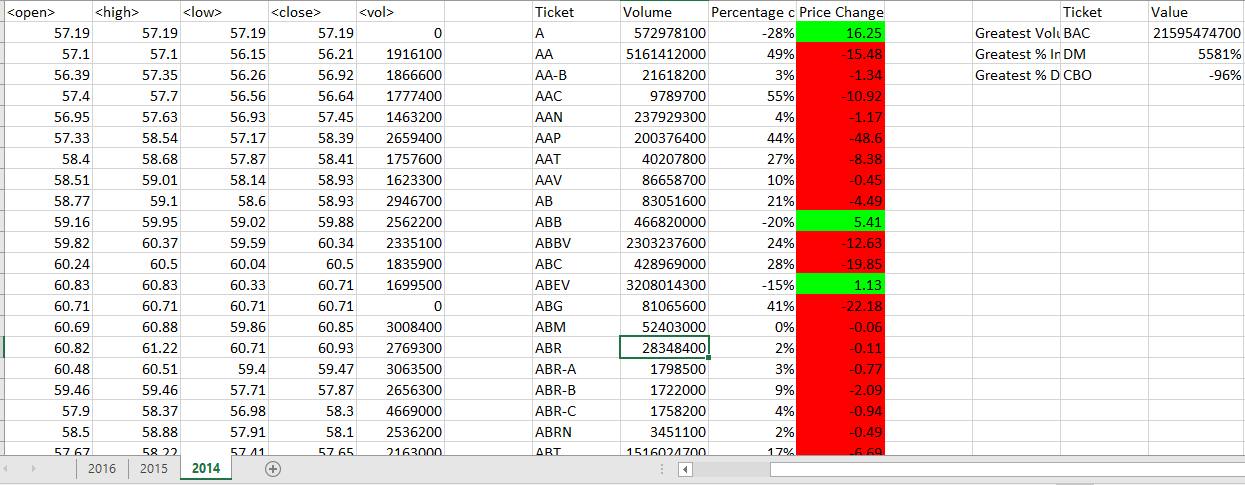 <open> <high> <low> <close> <vol> Ticket Volume Percentage c Price Change Ticket Value
57.19 57.19 57.19 57.19 0 A 572978100 -28% 16.25 Greatest Volu BAC 21595474700
57.1 57.1 56.15 56.21 1916100 AA 5161412000 49% -15.48 Greatest % In DM 5581%
56.39 57.35 56.26 56.92 1866600 AA-B 21618200 3% -1.34 Greatest % D CBO -96%
57.4 57.7 56.56 56.64 1777400 AAC 9789700 55% -10.92
56.95 57.63 56.93 57.45 1463200 AAN 237929300 4% -1.17
57.33 58.54 57.17 58.39 2659400 AAP 200376400 44% -48.6
58.4 58.68 57.87 58.41 1757600 AAT 40207800 27% -8.38
58.51 59.01 58.14 58.93 1623300 AAV 86658700 10% -0.45
58.77 59.1 58.6 58.93 2946700 AB 83051600 21% -4.49
59.16 59.95 59.02 59.88 2562200 ABB 466820000 -20% 5.41
59.82 60.37 59.59 60.34 2335100 ABBV 2303237600 24% -12.63
60.24 60.5 60.04 60.5 1835900 ABC 428969000 28% -19.85
60.83 60.83 60.33 60.71 1699500 ABEV 3208014300 -15% 1.13
60.71 60.71 60.71 60.71 0 ABG 81065600 41% -22.18
60.69 60.88 59.86 60.85 3008400 ABM 52403000 0% -0.06
60.82 61.22 60.71 60.93 2769300 ABR 28348400 2% -0.11
60.48 60.51 59.4 59.47 3063500 ABR-A 1798500 3% -0.77
59.46 59.46 57.71 57.87 2656300 ABR-B 1722000 9% -2.09
57.9 58.37 56.98 58.3 4669000 ABR-C 1758200 4% -0.94
58.5 58.88 57.91 58.1 2536200 ABRN 3451100 2% -0.49
57.67 58.22 57.41 57.65 2163000 ABT 1516024700 17% -6.69
2016 2015 2014